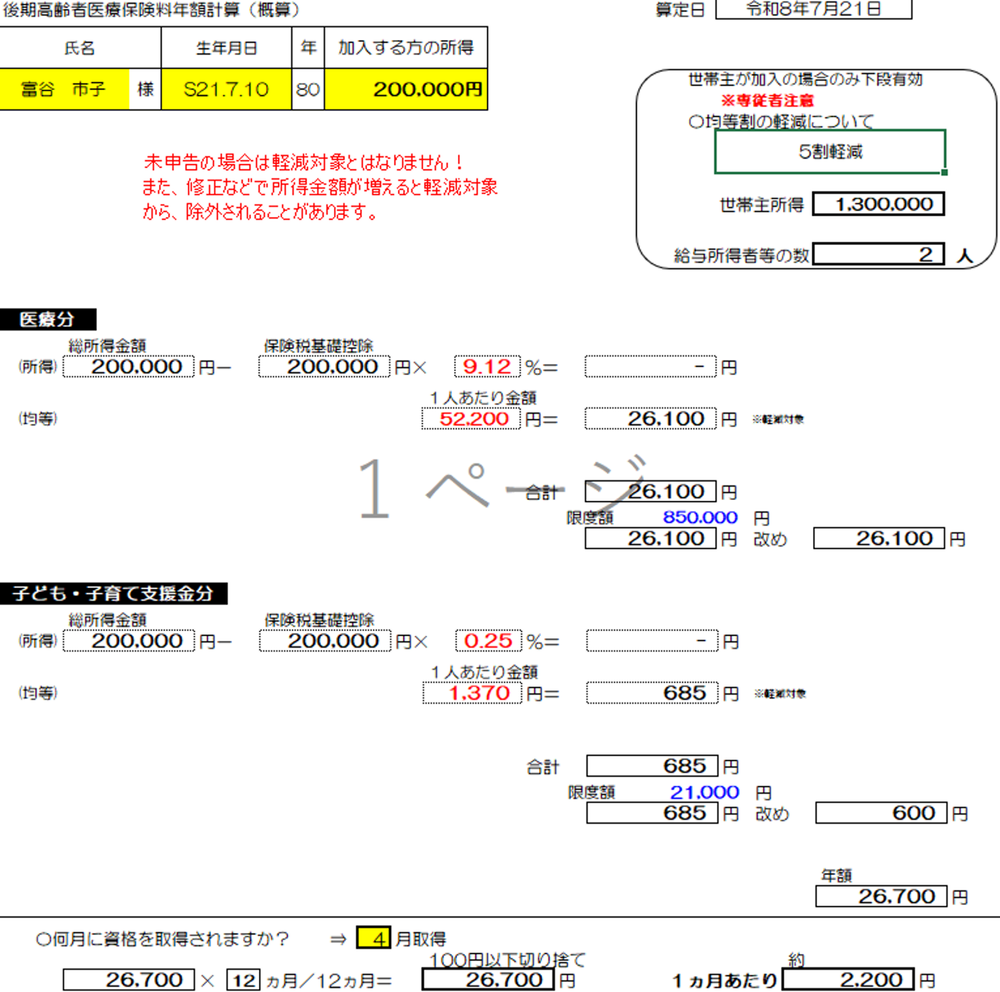 後期高齢者医療保険料年額計算（概算）
算定日 令和8年7月21日
氏名 生年月日 年 加入する方の所得
富谷　市子 様 S21.7.10 80 200,000円
世帯主が加入の場合のみ下段有効
※専従者注意
○均等割の軽減について
5割軽減
未申告の場合は軽減対象とはなりません！
また、修正などで所得金額が増えると軽減対象
から、除外されることがあります。
世帯主所得 1,300,000
給与所得者等の数 2 人
医療分
総所得金額 保険税基礎控除
(所得) 200,000 円－ 200,000 円× 9.12 %＝ - 円
１人あたり金額
(均等) 52,200 円＝ 26,100 円 ※軽減対象
1 ページ
合計 26,100 円
限度額 850,000 円
26,100 円 改め 26,100 円
子ども・子育て支援金分
総所得金額 保険税基礎控除
(所得) 200,000 円－ 200,000 円× 0.25 %＝ - 円
１人あたり金額
(均等) 1,370 円＝ 685 円 ※軽減対象
合計 685 円
限度額 21,000 円
685 円 改め 600 円
年額
26,700 円
○何月に資格を取得されますか？ ⇒ 4 月取得
100円以下切り捨て 約
26,700 × 12 ヵ月／12ヵ月＝ 26,700 円 １ヵ月あたり 2,200 円